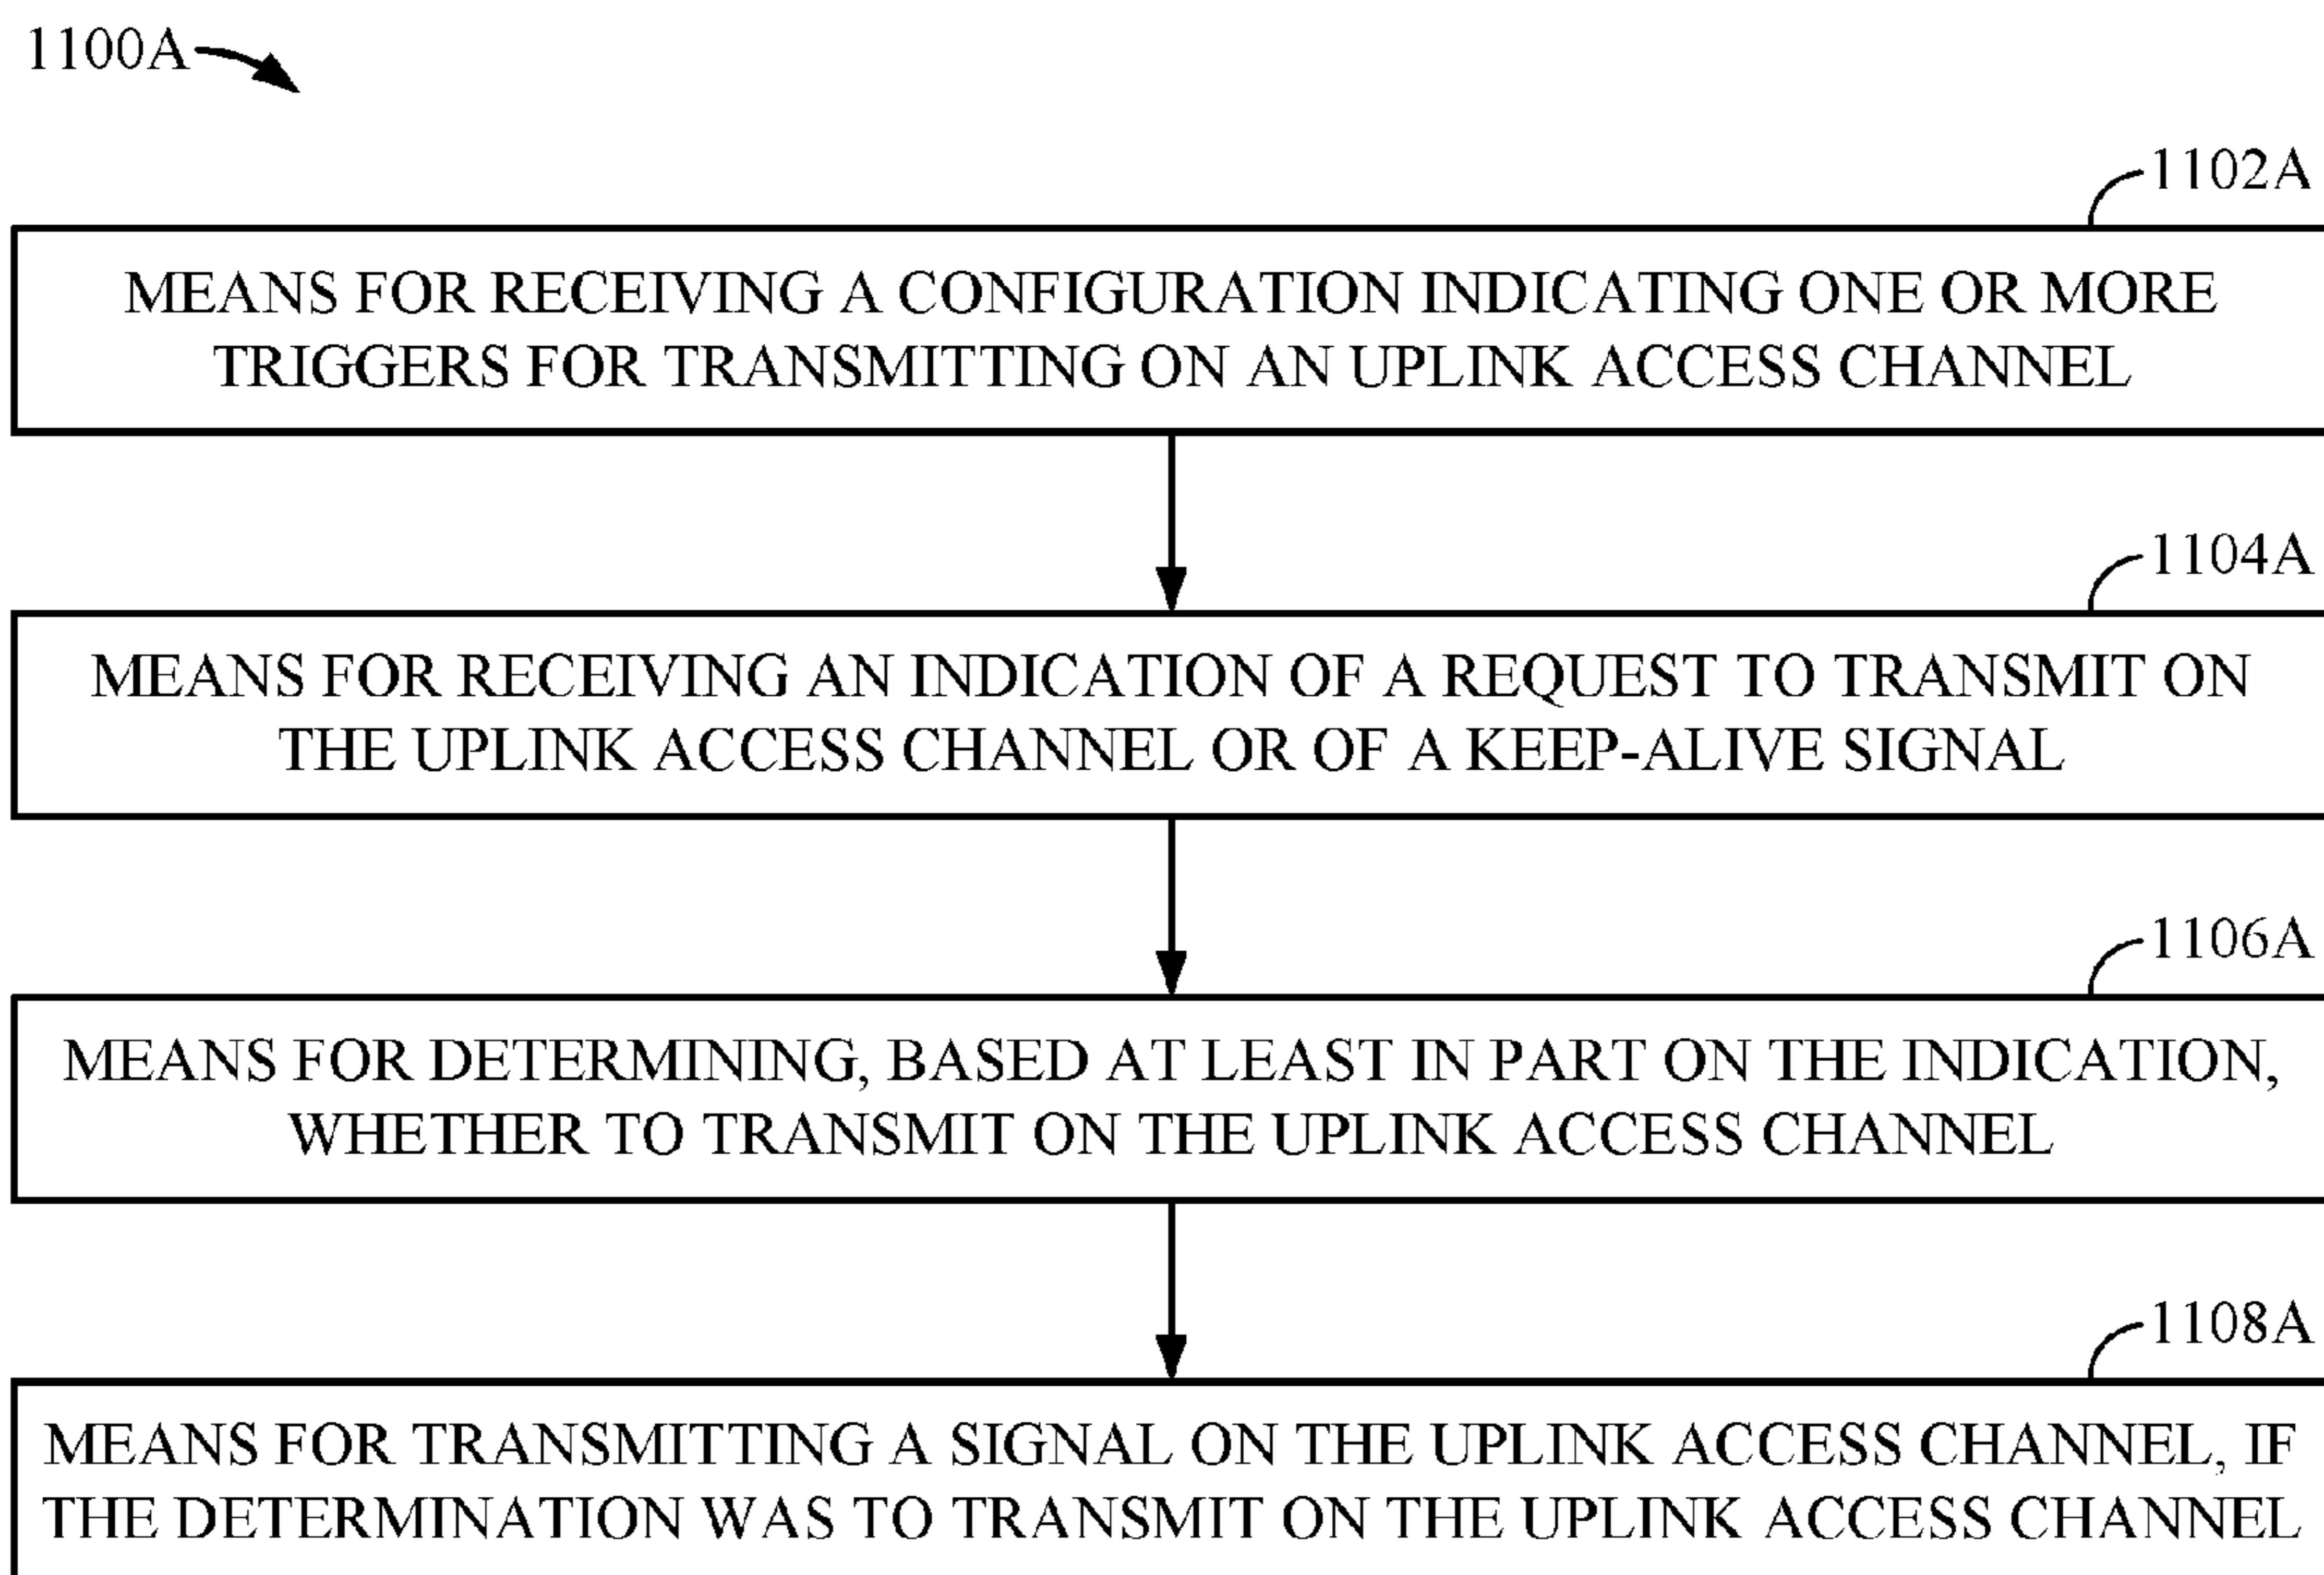 1100A
1102A
MEANS FOR RECEIVING A CONFIGURATION INDICATING ONE OR MORE
TRIGGERS FOR TRANSMITTING ON AN UPLINK ACCESS CHANNEL
1104A
MEANS FOR RECEIVING AN INDICATION OF A REQUEST TO TRANSMIT ON
THE UPLINK ACCESS CHANNEL OR OF A KEEP-ALIVE SIGNAL
1106A
MEANS FOR DETERMINING, BASED AT LEAST IN PART ON THE INDICATION,
WHETHER TO TRANSMIT ON THE UPLINK ACCESS CHANNEL
1108A
MEANS FOR TRANSMITTING A SIGNAL ON THE UPLINK ACCESS CHANNEL, IF
THE DETERMINATION WAS TO TRANSMIT ON THE UPLINK ACCESS CHANNEL